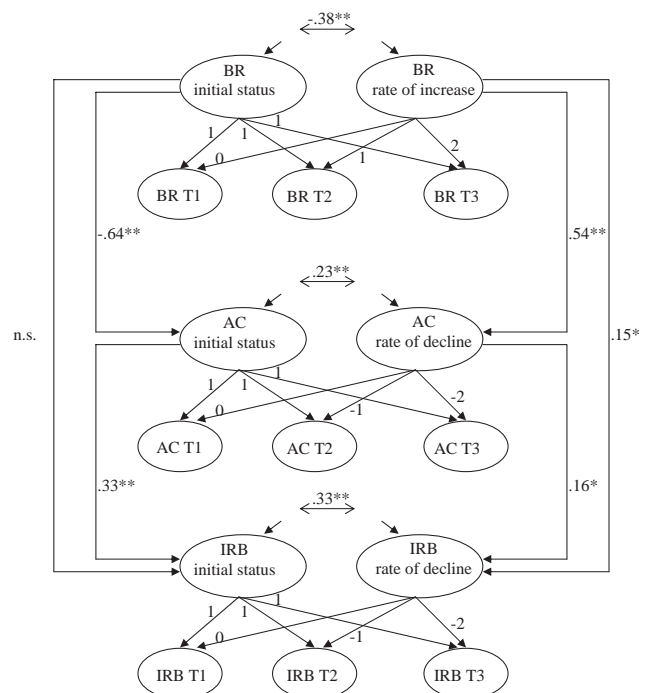 -.38**
BR
initial status
BR
rate of increase
1
1
1
0
1
2
BR T1
BR T2
BR T3
-.64**
.54**
.23**
n.s.
AC
initial status
AC
rate of decline
.15*
1
1
1
0
-1
-2
AC T1
AC T2
AC T3
.33**
.16*
.33**
IRB
initial status
IRB
rate of decline
1
1
1
0
-1
-2
IRB T1
IRB T2
IRB T3